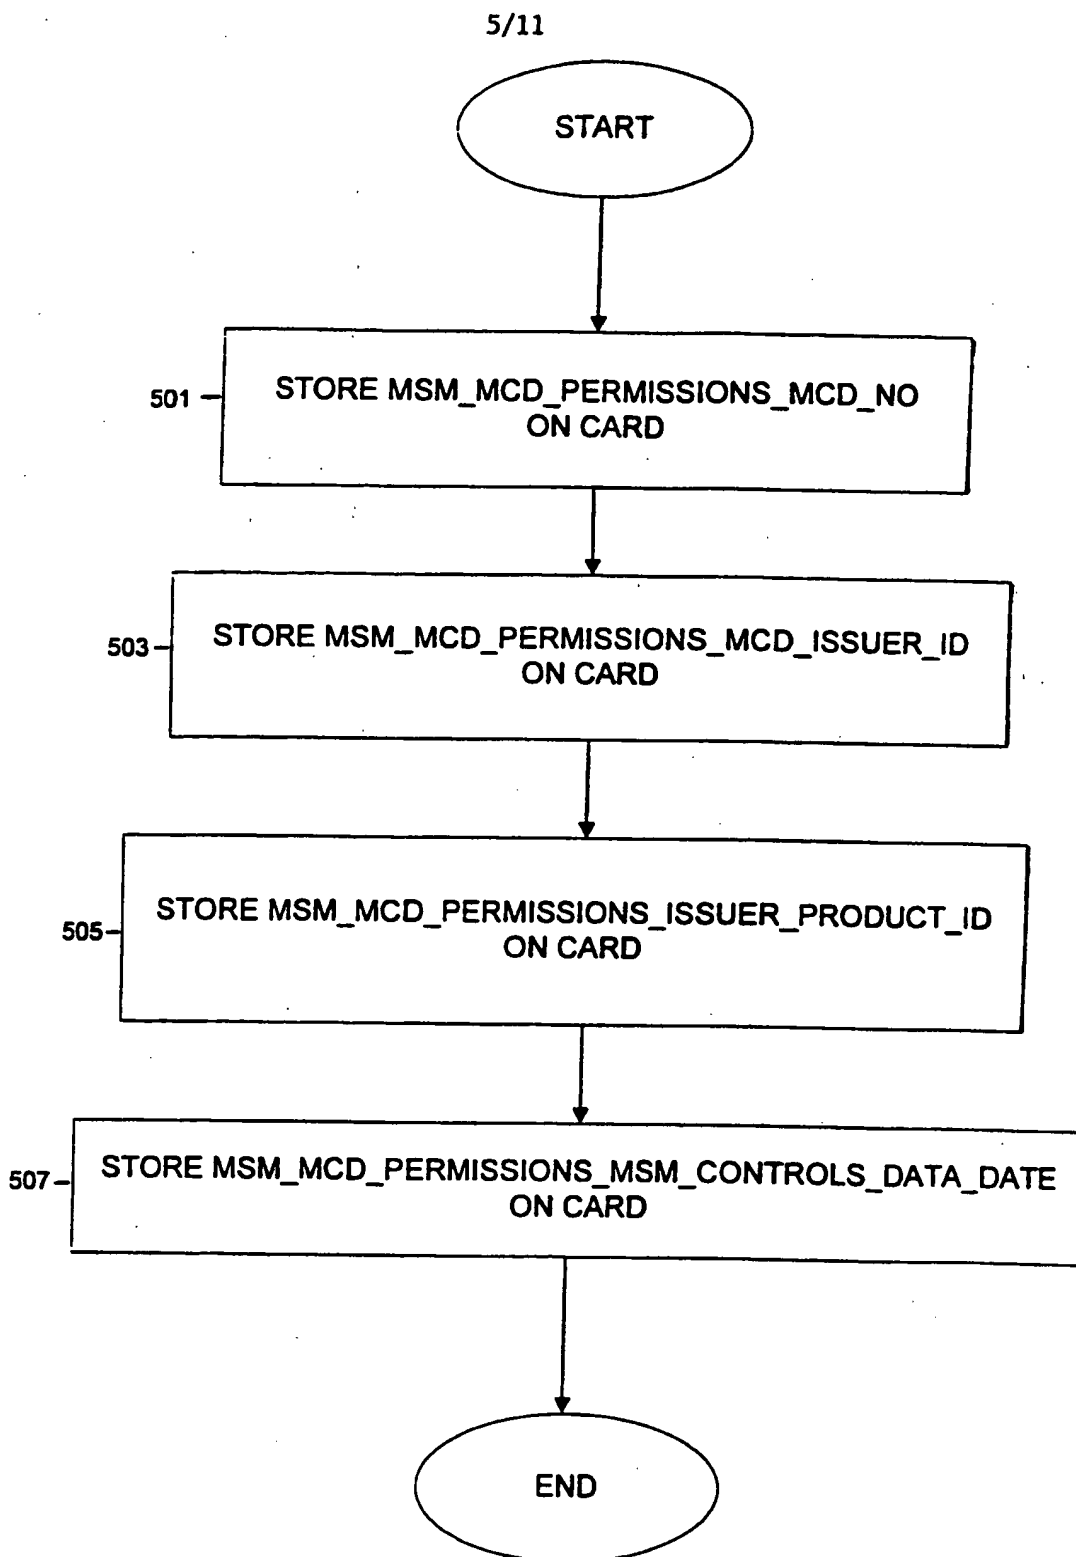 5/11
START
501
STORE MSM_MCD_PERMISSIONS_MCD_NO
ON CARD
503
STORE MSM_MCD_PERMISSIONS_MCD_ISSUER_ID
ON CARD
505
STORE MSM_MCD_PERMISSIONS_ISSUER_PRODUCT_ID
ON CARD
507
STORE MSM_MCD_PERMISSIONS_MSM_CONTROLS_DATA_DATE
ON CARD
END